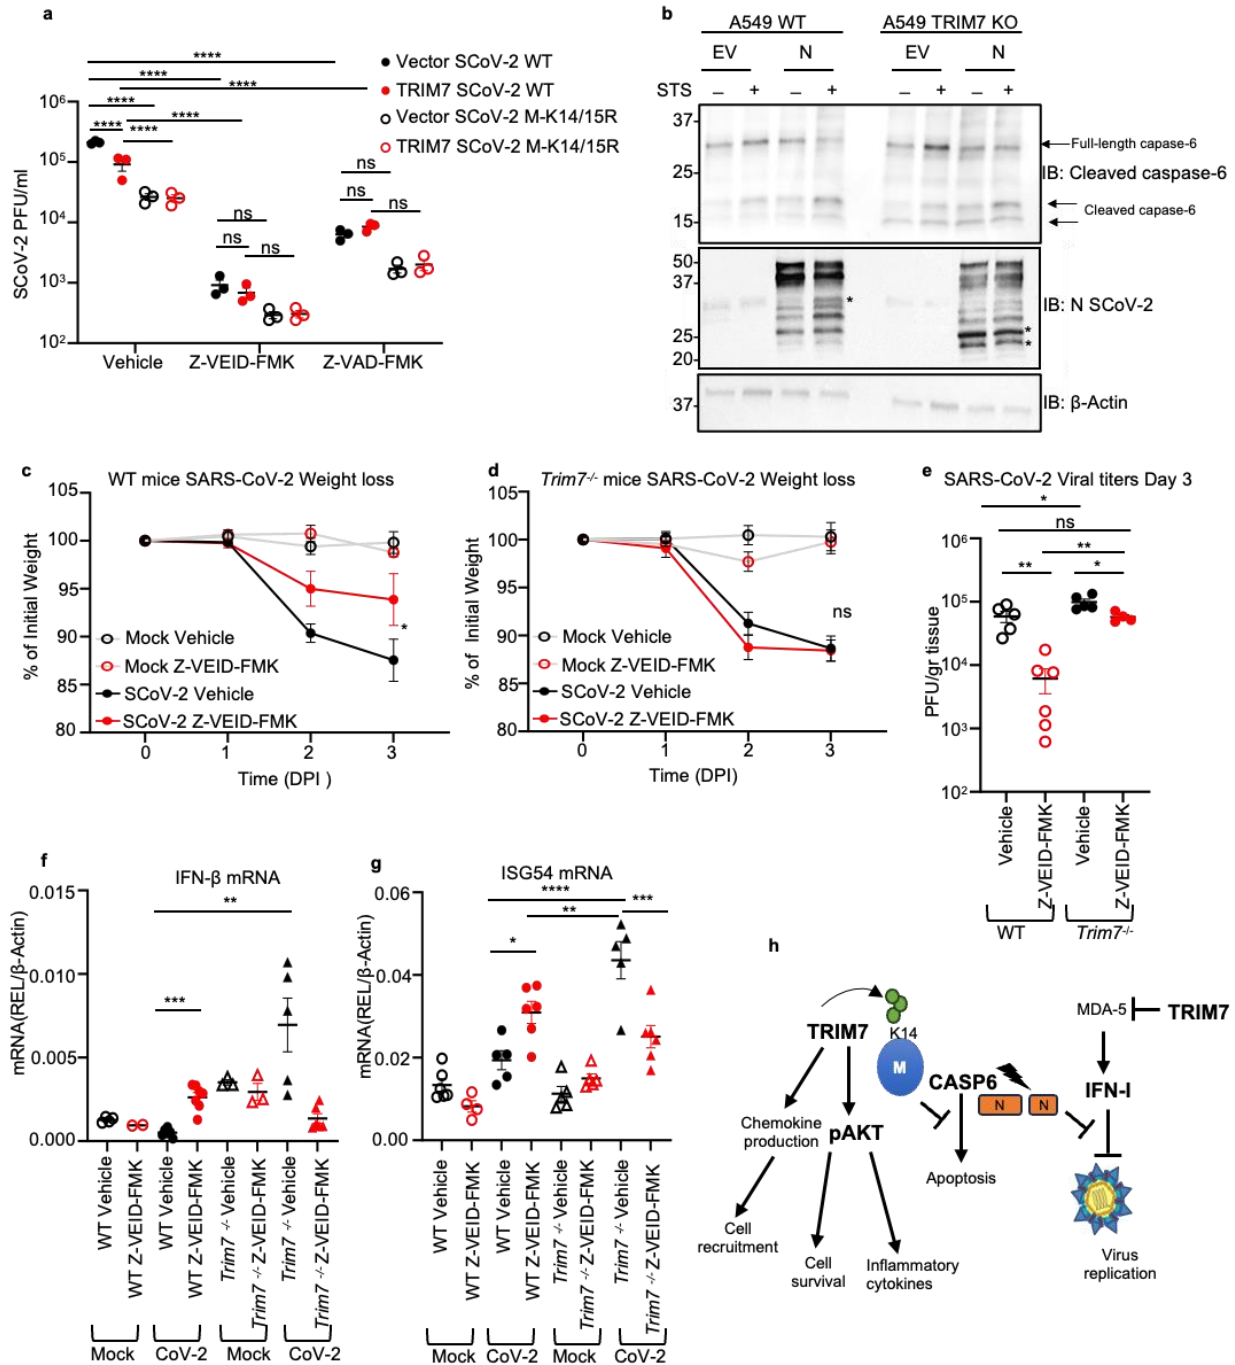 a
****
****
****
****
****
****
****
Vector SCoV-2 WT
TRIM7 SCoV-2 WT
Vector SCoV-2 M-K14/15R
TRIM7 SCoV-2 M-K14/15R
SCoV-2 PFU/ml
10⁶
10⁵
10⁴
10³
10²
ns
ns
ns
ns
ns
ns
Vehicle
Z-VEID-FMK
Z-VAD-FMK
b
A549 WT
A549 TRIM7 KO
EV
N
EV
N
STS
– + – + – + – +
37
25
15
Full-length capase-6
IB: Cleaved caspase-6
Cleaved capase-6
50
37
25
20
*
*
*
IB: N SCoV-2
37
IB: β-Actin
c
WT mice SARS-CoV-2 Weight loss
% of Initial Weight
105
100
95
90
85
80
*
Mock Vehicle
Mock Z-VEID-FMK
SCoV-2 Vehicle
SCoV-2 Z-VEID-FMK
0 1 2 3
Time (DPI )
d
Trim7-/- mice SARS-CoV-2 Weight loss
% of Initial Weight
105
100
95
90
85
80
ns
Mock Vehicle
Mock Z-VEID-FMK
SCoV-2 Vehicle
SCoV-2 Z-VEID-FMK
0 1 2 3
Time (DPI)
e
SARS-CoV-2 Viral titers Day 3
*
ns
**
**
*
PFU/gr tissue
10⁶
10⁵
10⁴
10³
10²
Vehicle
Z-VEID-FMK
Vehicle
Z-VEID-FMK
WT
Trim7-/-
f
IFN-β mRNA
mRNA(REL/β-Actin)
0.015
0.010
0.005
0.000
**
***
WT Vehicle
WT Z-VEID-FMK
WT Vehicle
WT Z-VEID-FMK
Trim7 -/- Vehicle
Trim7 -/- Z-VEID-FMK
Trim7 -/- Vehicle
Trim7 -/- Z-VEID-FMK
Mock
CoV-2
Mock
CoV-2
g
ISG54 mRNA
mRNA(REL/β-Actin)
0.06
0.04
0.02
0.00
****
***
**
*
WT Vehicle
WT Z-VEID-FMK
WT Vehicle
WT Z-VEID-FMK
Trim7 -/- Vehicle
Trim7 -/- Z-VEID-FMK
Trim7 -/- Vehicle
Trim7 -/- Z-VEID-FMK
Mock
CoV-2
Mock
CoV-2
h
TRIM7
K14
M
CASP6
N
N
MDA-5
TRIM7
IFN-I
Chemokine
production
pAKT
Apoptosis
Cell
recruitment
Cell
survival
Inflammatory
cytokines
Virus
replication